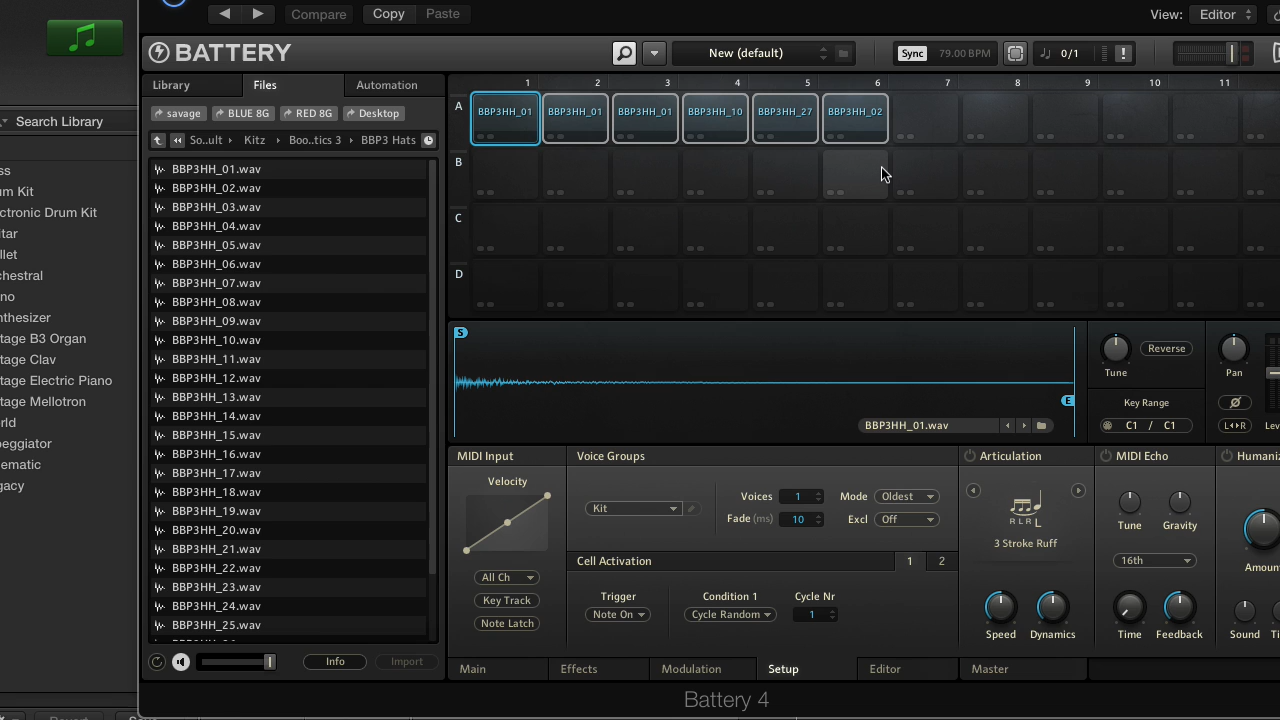 Compare
Copy
Paste
View:
Editor
BATTERY
New (default)
Sync
79.00 BPM
0/1
Library
Files
Automation
1 2 3 4 5 6 7 8 9 10 11
Search Library
savage
BLUE 8G
RED 8G
Desktop
A
BBP3HH_01
BBP3HH_01
BBP3HH_01
BBP3HH_10
BBP3HH_27
BBP3HH_02
So..ult
Kitz
Boo..tics 3
BBP3 Hats
B
C
D
ss
um Kit
ctronic Drum Kit
itar
llet
chestral
no
nthesizer
tage B3 Organ
tage Clav
tage Electric Piano
tage Mellotron
rld
peggiator
ematic
gacy
BBP3HH_01.wav
BBP3HH_02.wav
BBP3HH_03.wav
BBP3HH_04.wav
BBP3HH_05.wav
BBP3HH_06.wav
BBP3HH_07.wav
BBP3HH_08.wav
BBP3HH_09.wav
BBP3HH_10.wav
BBP3HH_11.wav
BBP3HH_12.wav
BBP3HH_13.wav
BBP3HH_14.wav
BBP3HH_15.wav
BBP3HH_16.wav
BBP3HH_17.wav
BBP3HH_18.wav
BBP3HH_19.wav
BBP3HH_20.wav
BBP3HH_21.wav
BBP3HH_22.wav
BBP3HH_23.wav
BBP3HH_24.wav
BBP3HH_25.wav
Info
Import
S
E
BBP3HH_01.wav
Tune
Reverse
Key Range
C1 / C1
Pan
L R
Lev
MIDI Input
Velocity
All Ch
Key Track
Note Latch
Voice Groups
Kit
Voices 1
Mode Oldest
Fade (ms) 10
Excl Off
Cell Activation
1
2
Trigger
Note On
Condition 1
Cycle Random
Cycle Nr
1
Articulation
R L R L
3 Stroke Ruff
Speed
Dynamics
MIDI Echo
Tune
Gravity
16th
Time
Feedback
Humaniz
Amoun
Sound
Ti
Main
Effects
Modulation
Setup
Editor
Master
Battery 4